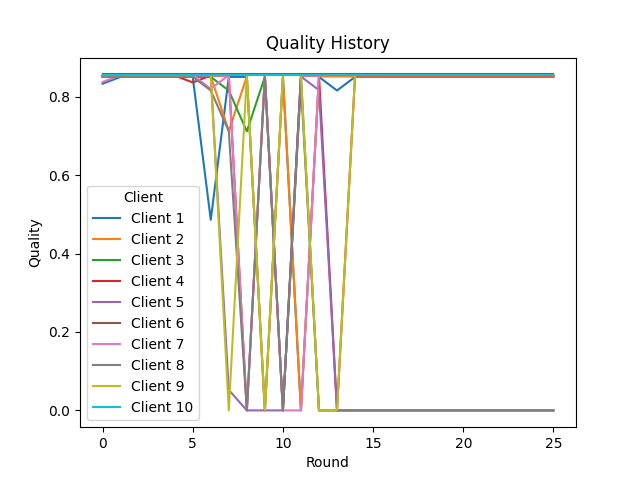 Quality History
0.8
0.6
0.4
0.2
0.0
Quality
Client
Client 1
Client 2
Client 3
Client 4
Client 5
Client 6
Client 7
Client 8
Client 9
Client 10
0 5 10 15 20 25
Round